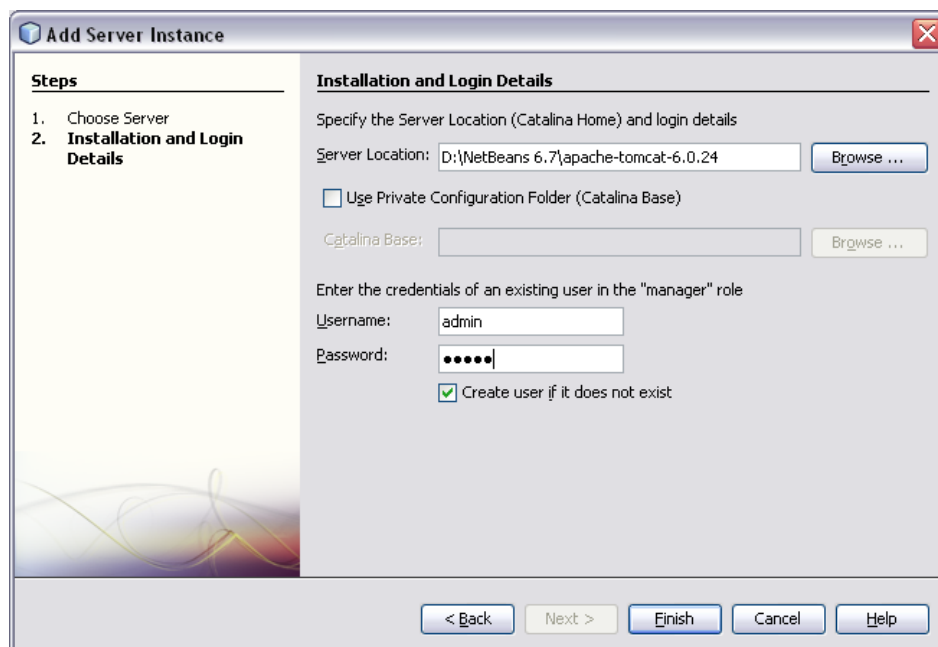 Add Server Instance
Steps
1. Choose Server
2. Installation and Login
Details
Installation and Login Details
Specify the Server Location (Catalina Home) and login details
Server Location: D:\NetBeans 6.7\apache-tomcat-6.0.24 Browse ...
Use Private Configuration Folder (Catalina Base)
Catalina Base: Browse ...
Enter the credentials of an existing user in the "manager" role
Username: admin
Password: •••••
Create user if it does not exist
< Back Next > Finish Cancel Help